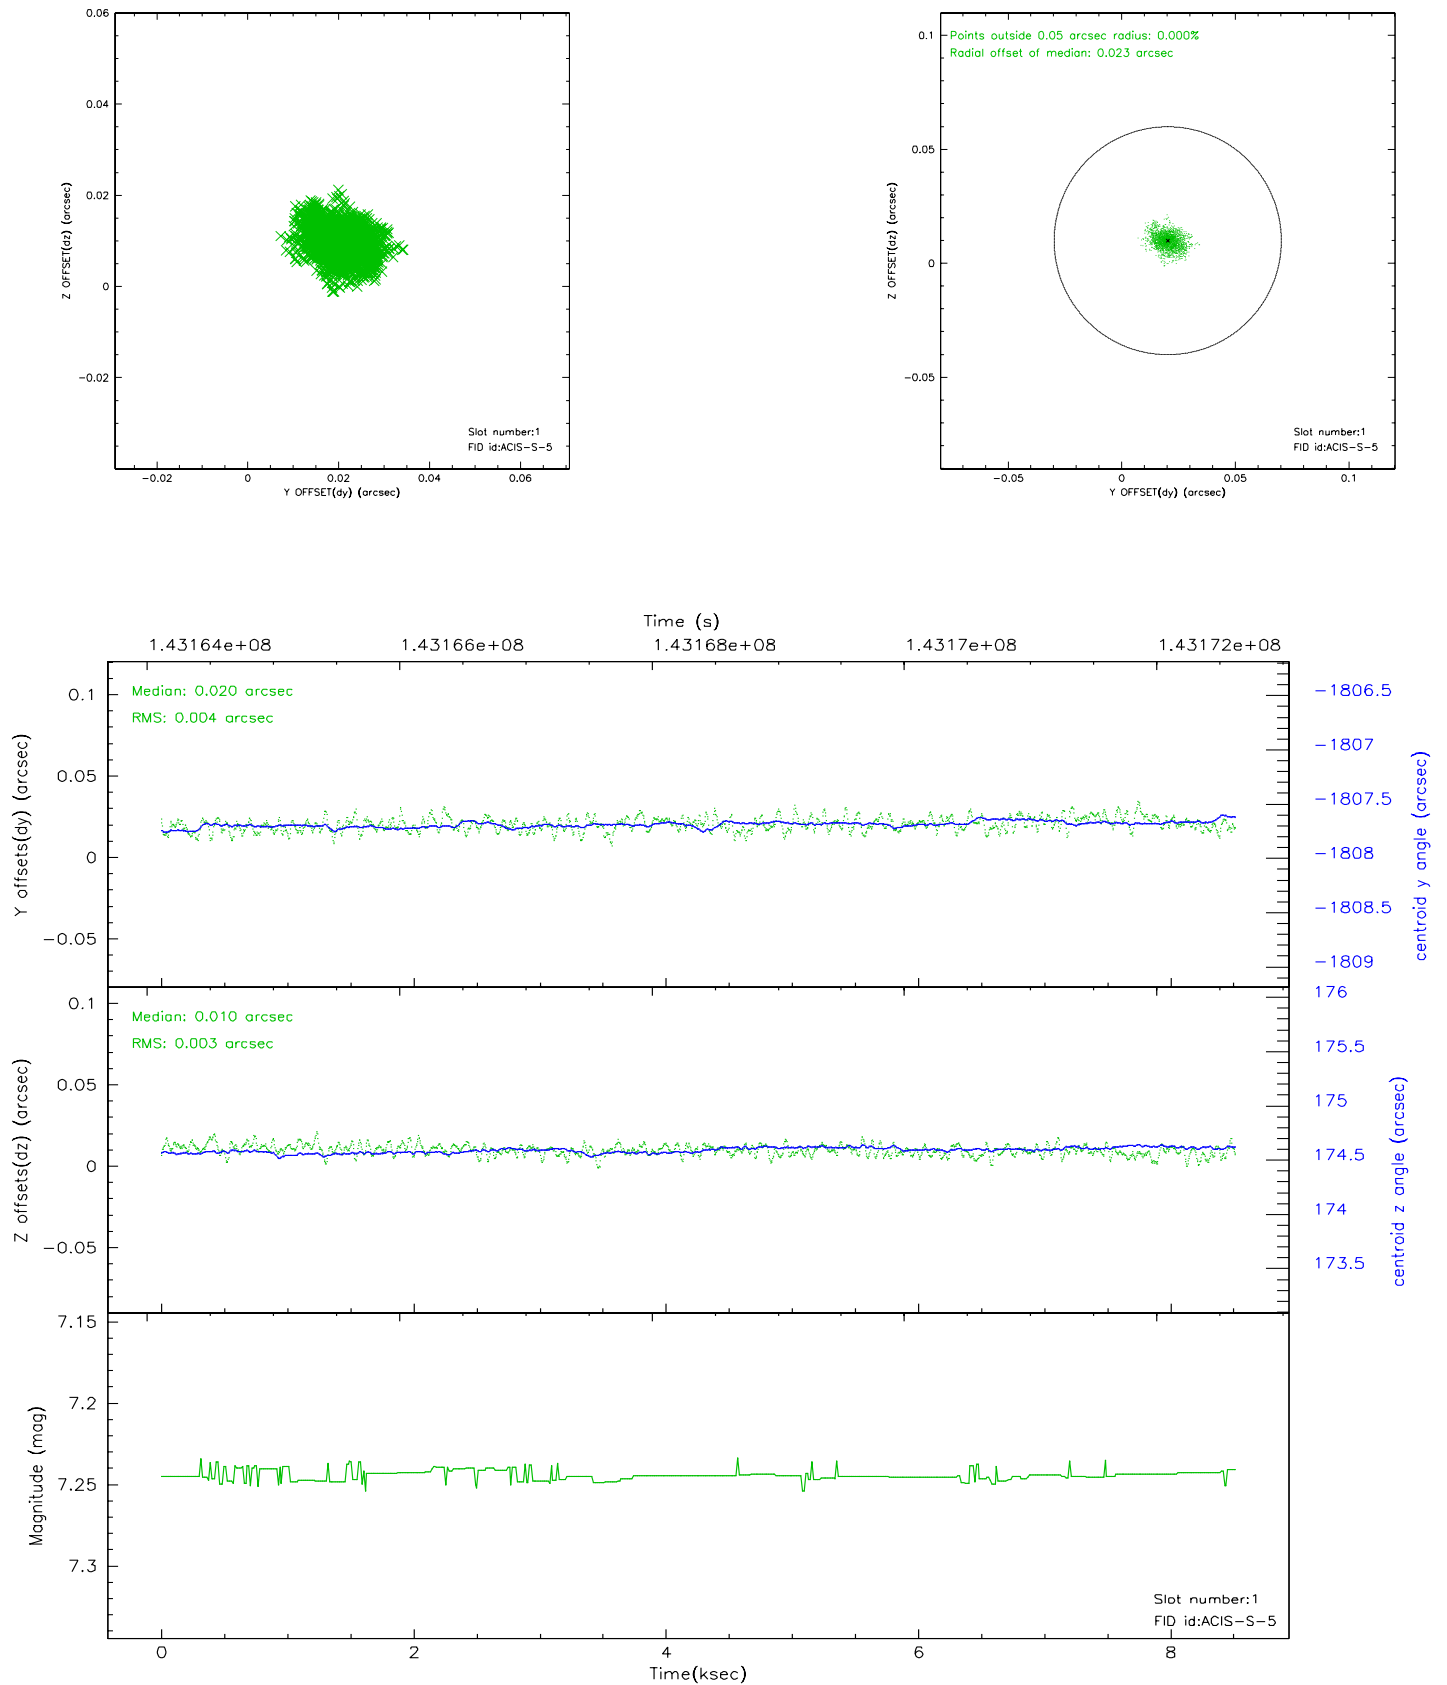 0.06
0.04
0.02
0
−0.02
Z OFFSET(dz) (arcsec)
−0.02 0 0.02 0.04 0.06
Y OFFSET(dy) (arcsec)
Slot number:1
FID id:ACIS−S−5
Points outside 0.05 arcsec radius: 0.000%
Radial offset of median: 0.023 arcsec
0.1
0.05
0
−0.05
Z OFFSET(dz) (arcsec)
−0.05 0 0.05 0.1
Y OFFSET(dy) (arcsec)
Slot number:1
FID id:ACIS−S−5
Time (s)
1.43164e+08 1.43166e+08 1.43168e+08 1.4317e+08 1.43172e+08
Median: 0.020 arcsec
RMS: 0.004 arcsec
0.1
0.05
0
−0.05
Y offsets(dy) (arcsec)
−1806.5
−1807
−1807.5
−1808
−1808.5
−1809
centroid y angle (arcsec)
Median: 0.010 arcsec
RMS: 0.003 arcsec
0.1
0.05
0
−0.05
Z offsets(dz) (arcsec)
176
175.5
175
174.5
174
173.5
centroid z angle (arcsec)
7.15
7.2
7.25
7.3
Magnitude (mag)
Slot number:1
FID id:ACIS−S−5
0 2 4 6 8
Time(ksec)